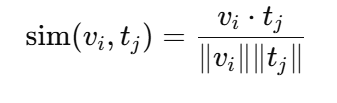 sim(v_i, t_j) = \frac{v_i \cdot t_j}{\|v_i\| \|t_j\|}